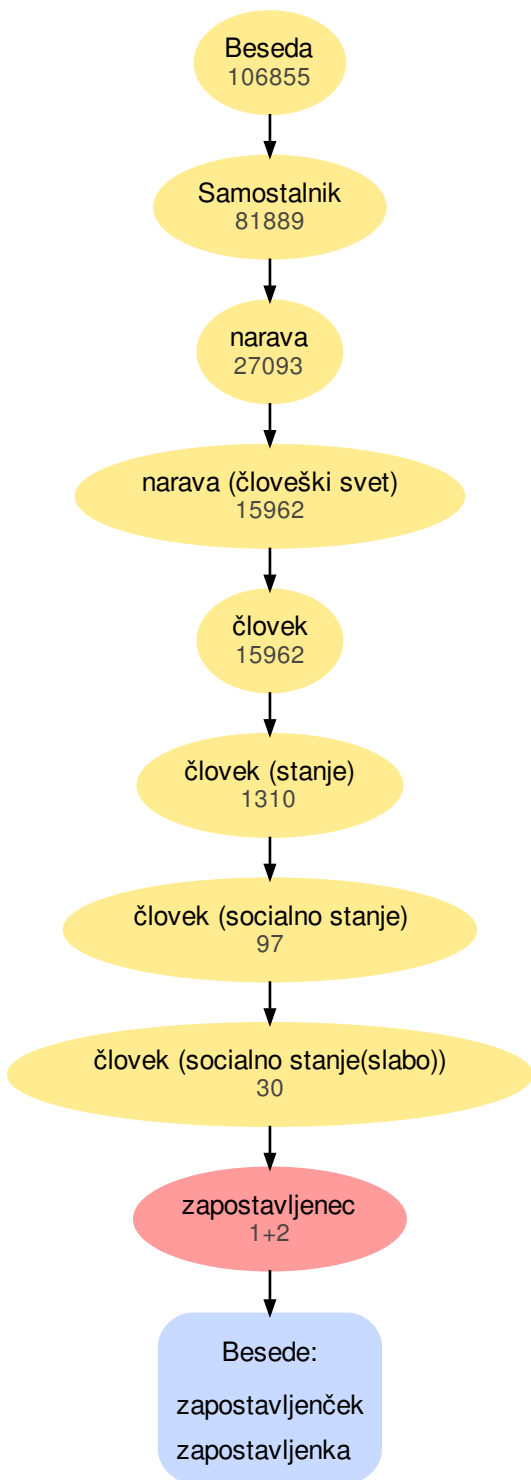 Beseda
106855
Samostalnik
81889
narava
27093
narava (človeški svet)
15962
človek
15962
človek (stanje)
1310
človek (socialno stanje)
97
človek (socialno stanje(slabo))
30
zapostavljenec
1+2
Besede:
zapostavljenček
zapostavljenka